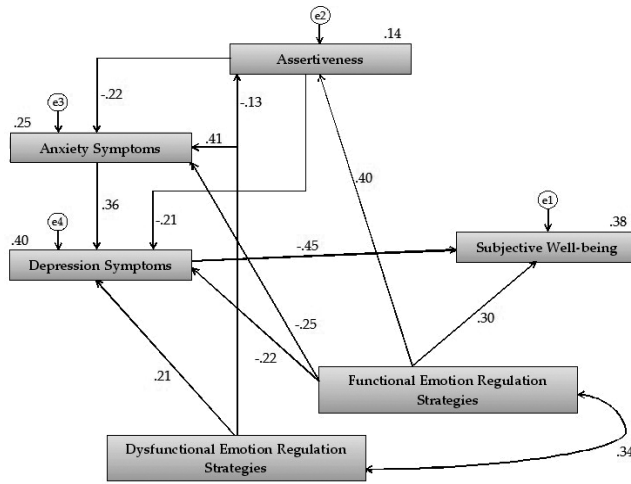 e2
.14
Assertiveness
-.22
-.13
e3
.25
Anxiety Symptoms
.41
.40
.36
-.21
e4
.40
Depression Symptoms
-.45
e1
.38
Subjective Well-being
-.25
.30
-.22
.21
Functional Emotion Regulation
Strategies
Dysfunctional Emotion Regulation
Strategies
.34